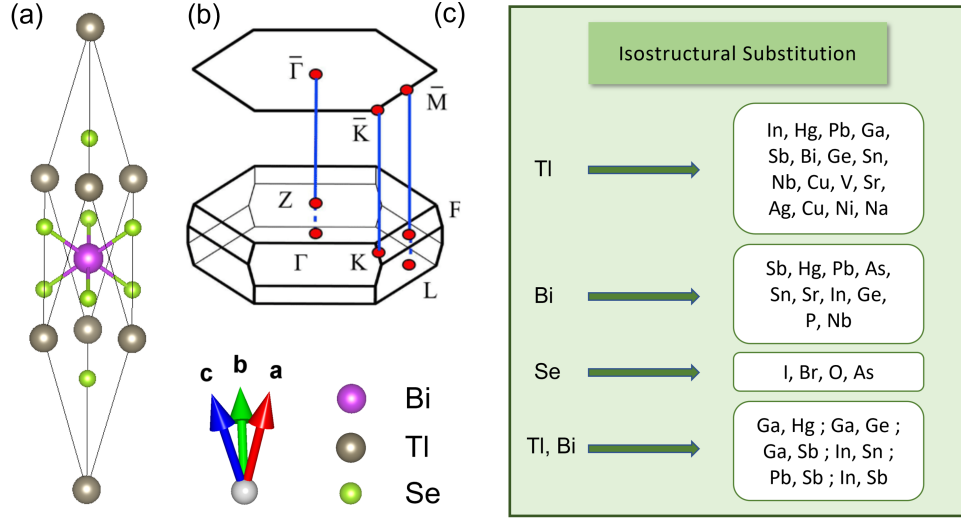 (a)
(b)
(c)
Γ̅
M̅
K̅
Z
F
Γ
K
L
c
b
a
Bi
Tl
Se
Isostructural Substitution
Tl
In, Hg, Pb, Ga,
Sb, Bi, Ge, Sn,
Nb, Cu, V, Sr,
Ag, Cu, Ni, Na
Bi
Sb, Hg, Pb, As,
Sn, Sr, In, Ge,
P, Nb
Se
I, Br, O, As
Tl, Bi
Ga, Hg ; Ga, Ge ;
Ga, Sb ; In, Sn ;
Pb, Sb ; In, Sb